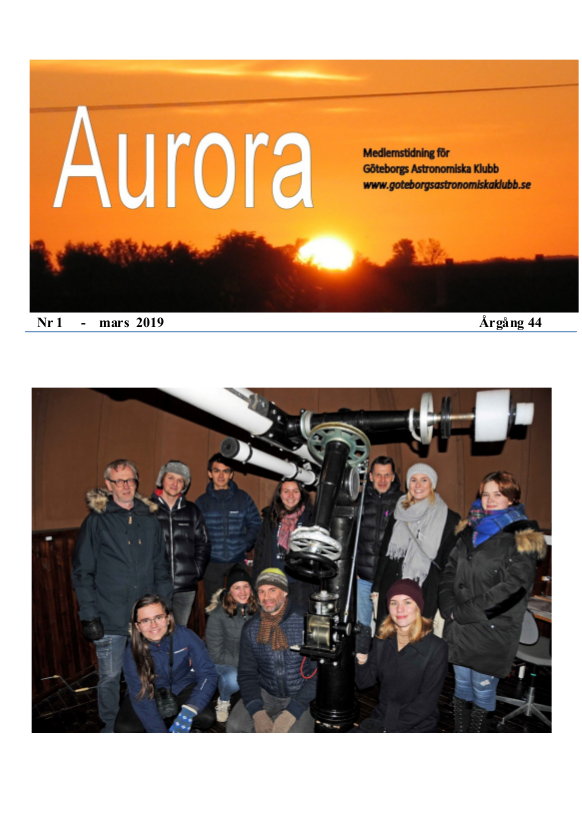 Aurora
Medlemstidning för
Göteborgs Astronomiska Klubb
www.goteborgsastronomiskaklubb.se
Nr 1 - mars 2019
Årgång 44